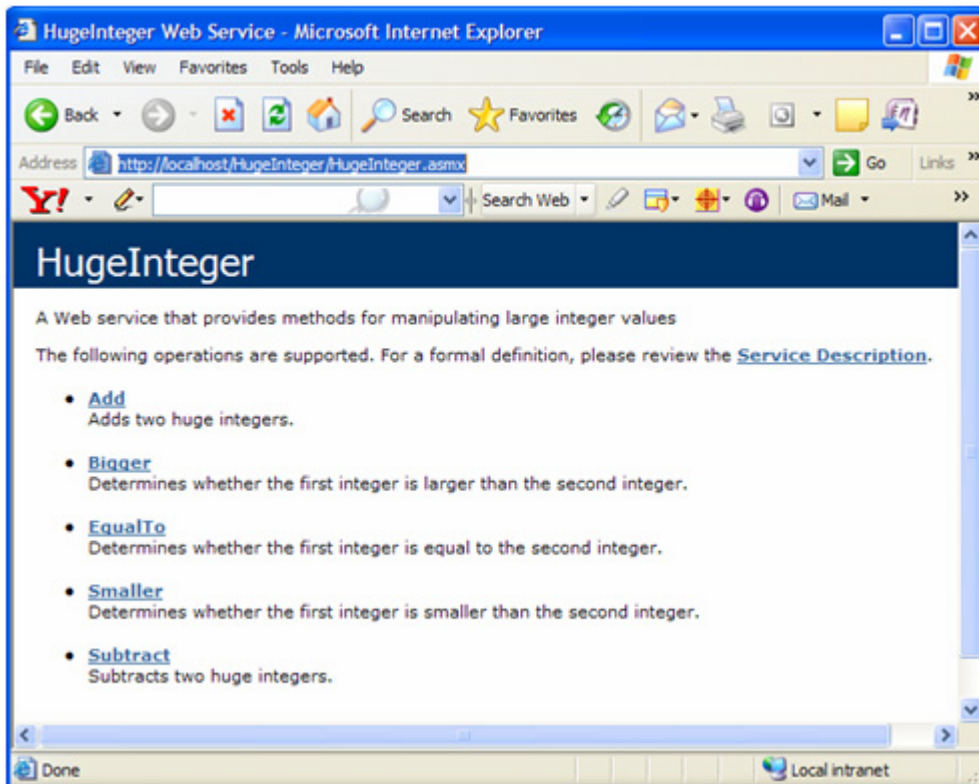 HugeInteger Web Service - Microsoft Internet Explorer
File Edit View Favorites Tools Help
Back Search Favorites
Address http://localhost/HugeInteger/HugeInteger.asmx Go Links
Y! Search Web Mail
HugeInteger
A Web service that provides methods for manipulating large integer values
The following operations are supported. For a formal definition, please review the Service Description.
• Add
Adds two huge integers.
• Bigger
Determines whether the first integer is larger than the second integer.
• EqualTo
Determines whether the first integer is equal to the second integer.
• Smaller
Determines whether the first integer is smaller than the second integer.
• Subtract
Subtracts two huge integers.
Done Local intranet